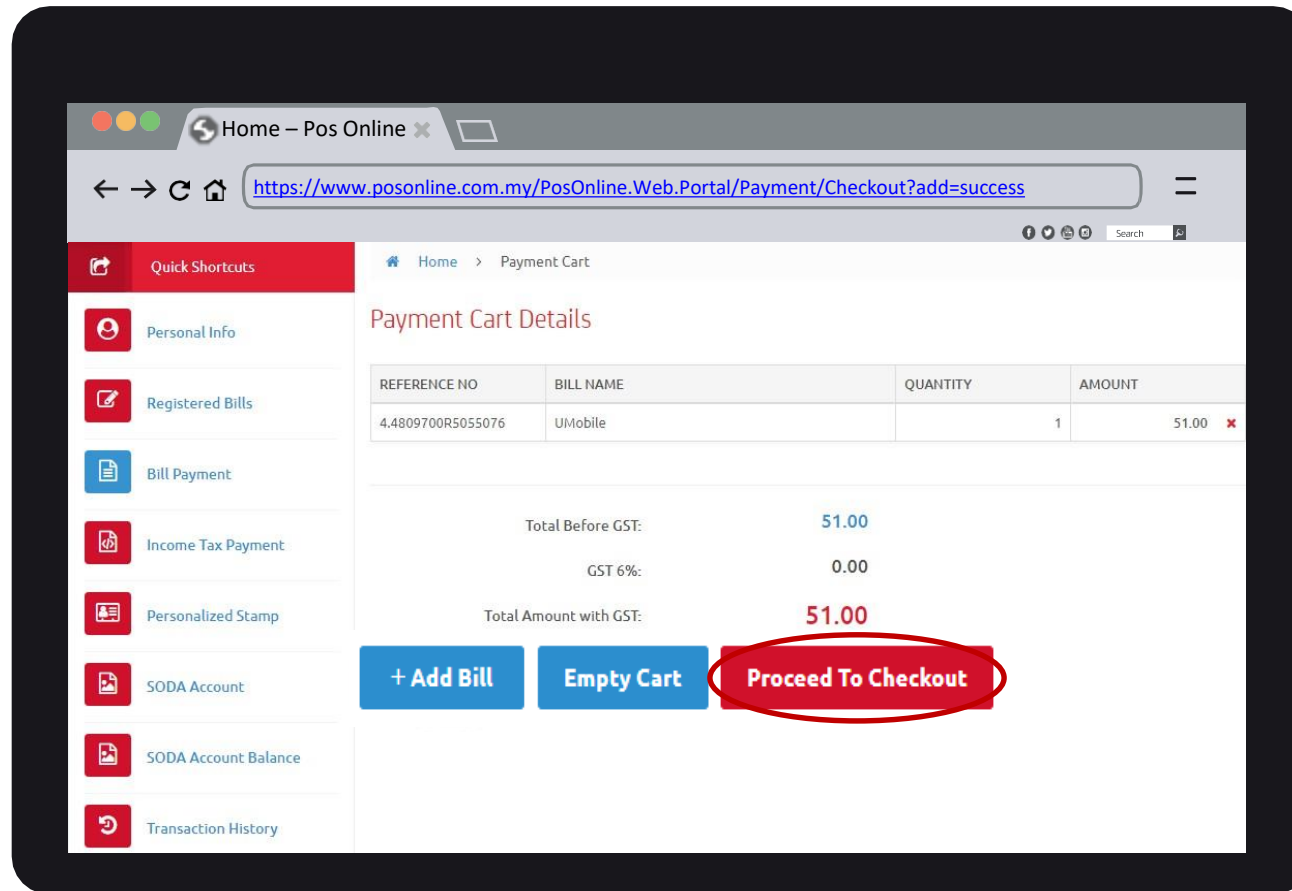 Home – Pos Online
https://www.posonline.com.my/PosOnline.Web.Portal/Payment/Checkout?add=success
Search
Quick Shortcuts
Home > Payment Cart
Personal Info
Payment Cart Details
REFERENCE NO BILL NAME QUANTITY AMOUNT
Registered Bills
4.4809700R5055076 UMobile 1 51.00
Bill Payment
Total Before GST: 51.00
Income Tax Payment
GST 6%: 0.00
Personalized Stamp
Total Amount with GST: 51.00
+ Add Bill Empty Cart Proceed To Checkout
SODA Account
SODA Account Balance
Transaction History